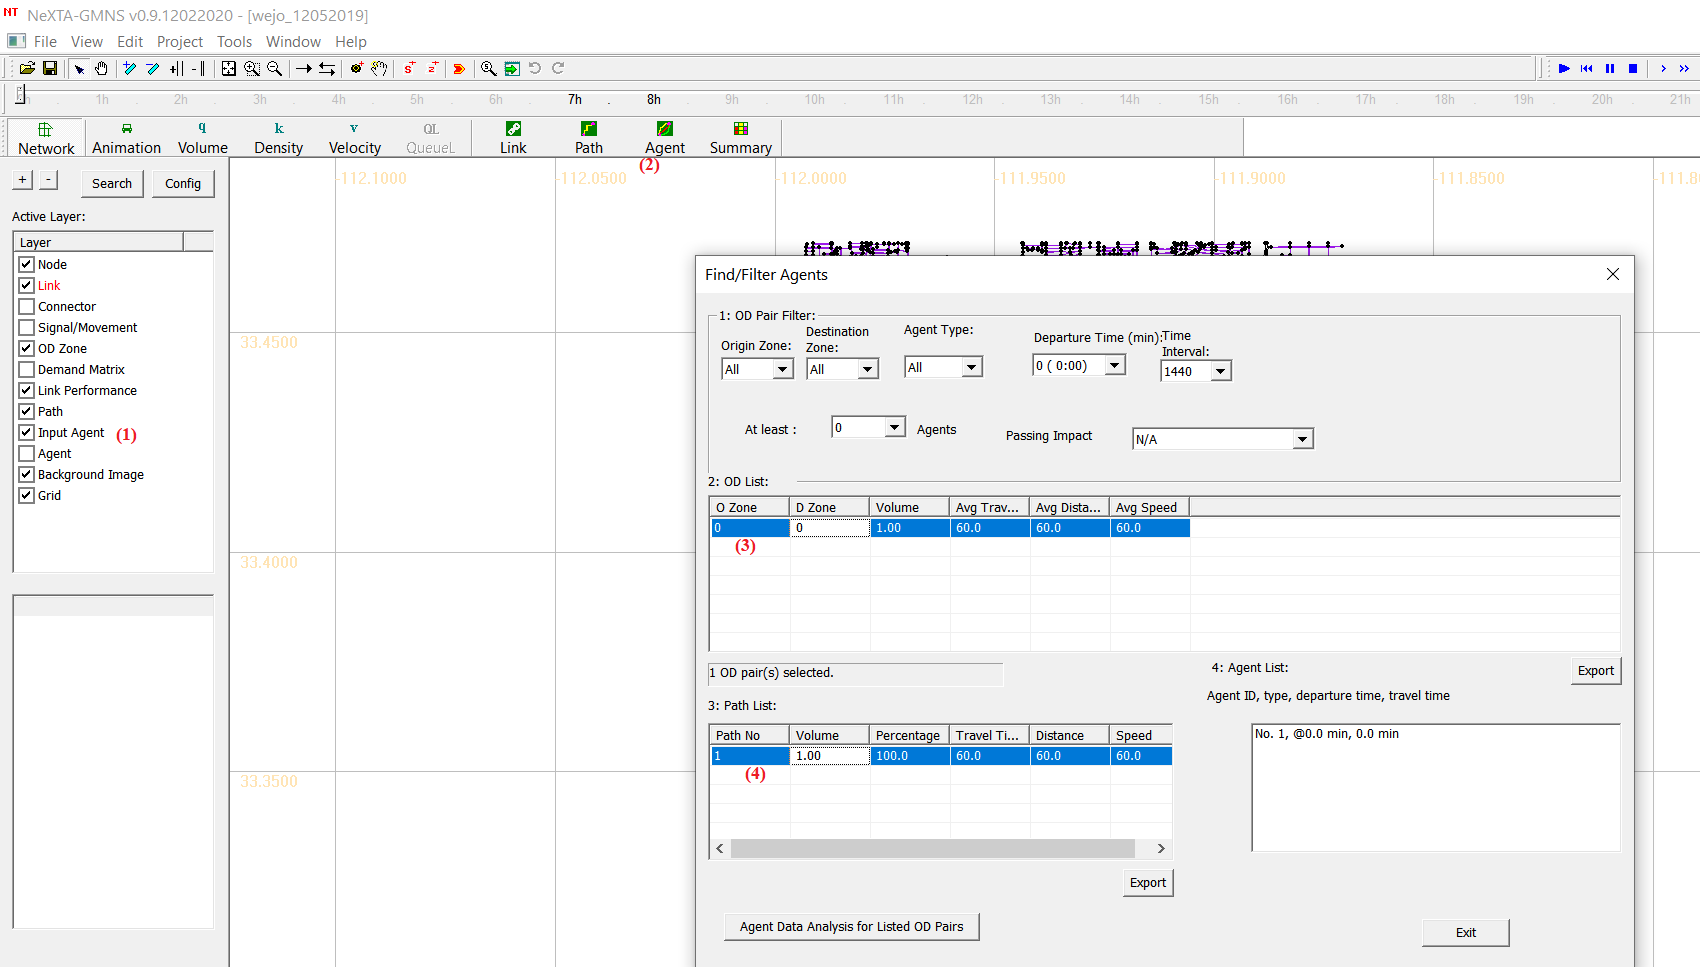 NeXTA-GMNS v0.9.12022020 - [wejo_12052019]
File View Edit Project Tools Window Help
1h 2h 3h 4h 5h 6h 7h 8h 9h 10h 11h 12h 13h 14h 15h 16h 17h 18h 19h 20h 21h
q k v QL
Network Animation Volume Density Velocity QueueL Link Path Agent Summary
(2)
+ - Search Config
-112.1000 -112.0500 -112.0000 -111.9500 -111.9000 -111.8500
33.4500
33.4000
33.3500
Active Layer:
Layer
Node
Link
Connector
Signal/Movement
OD Zone
Demand Matrix
Link Performance
Path
Input Agent (1)
Agent
Background Image
Grid
Find/Filter Agents
1: OD Pair Filter:
Origin Zone: Destination Zone: Agent Type: Departure Time (min): Time Interval:
All All All 0 ( 0:00) 1440
At least : 0 Agents Passing Impact N/A
2: OD List:
O Zone D Zone Volume Avg Trav... Avg Dista... Avg Speed
0 0 1.00 60.0 60.0 60.0
(3)
1 OD pair(s) selected.
4: Agent List: Export
Agent ID, type, departure time, travel time
No. 1, @0.0 min, 0.0 min
3: Path List:
Path No Volume Percentage Travel Ti... Distance Speed
1 1.00 100.0 60.0 60.0 60.0
(4)
Export
Agent Data Analysis for Listed OD Pairs
Exit